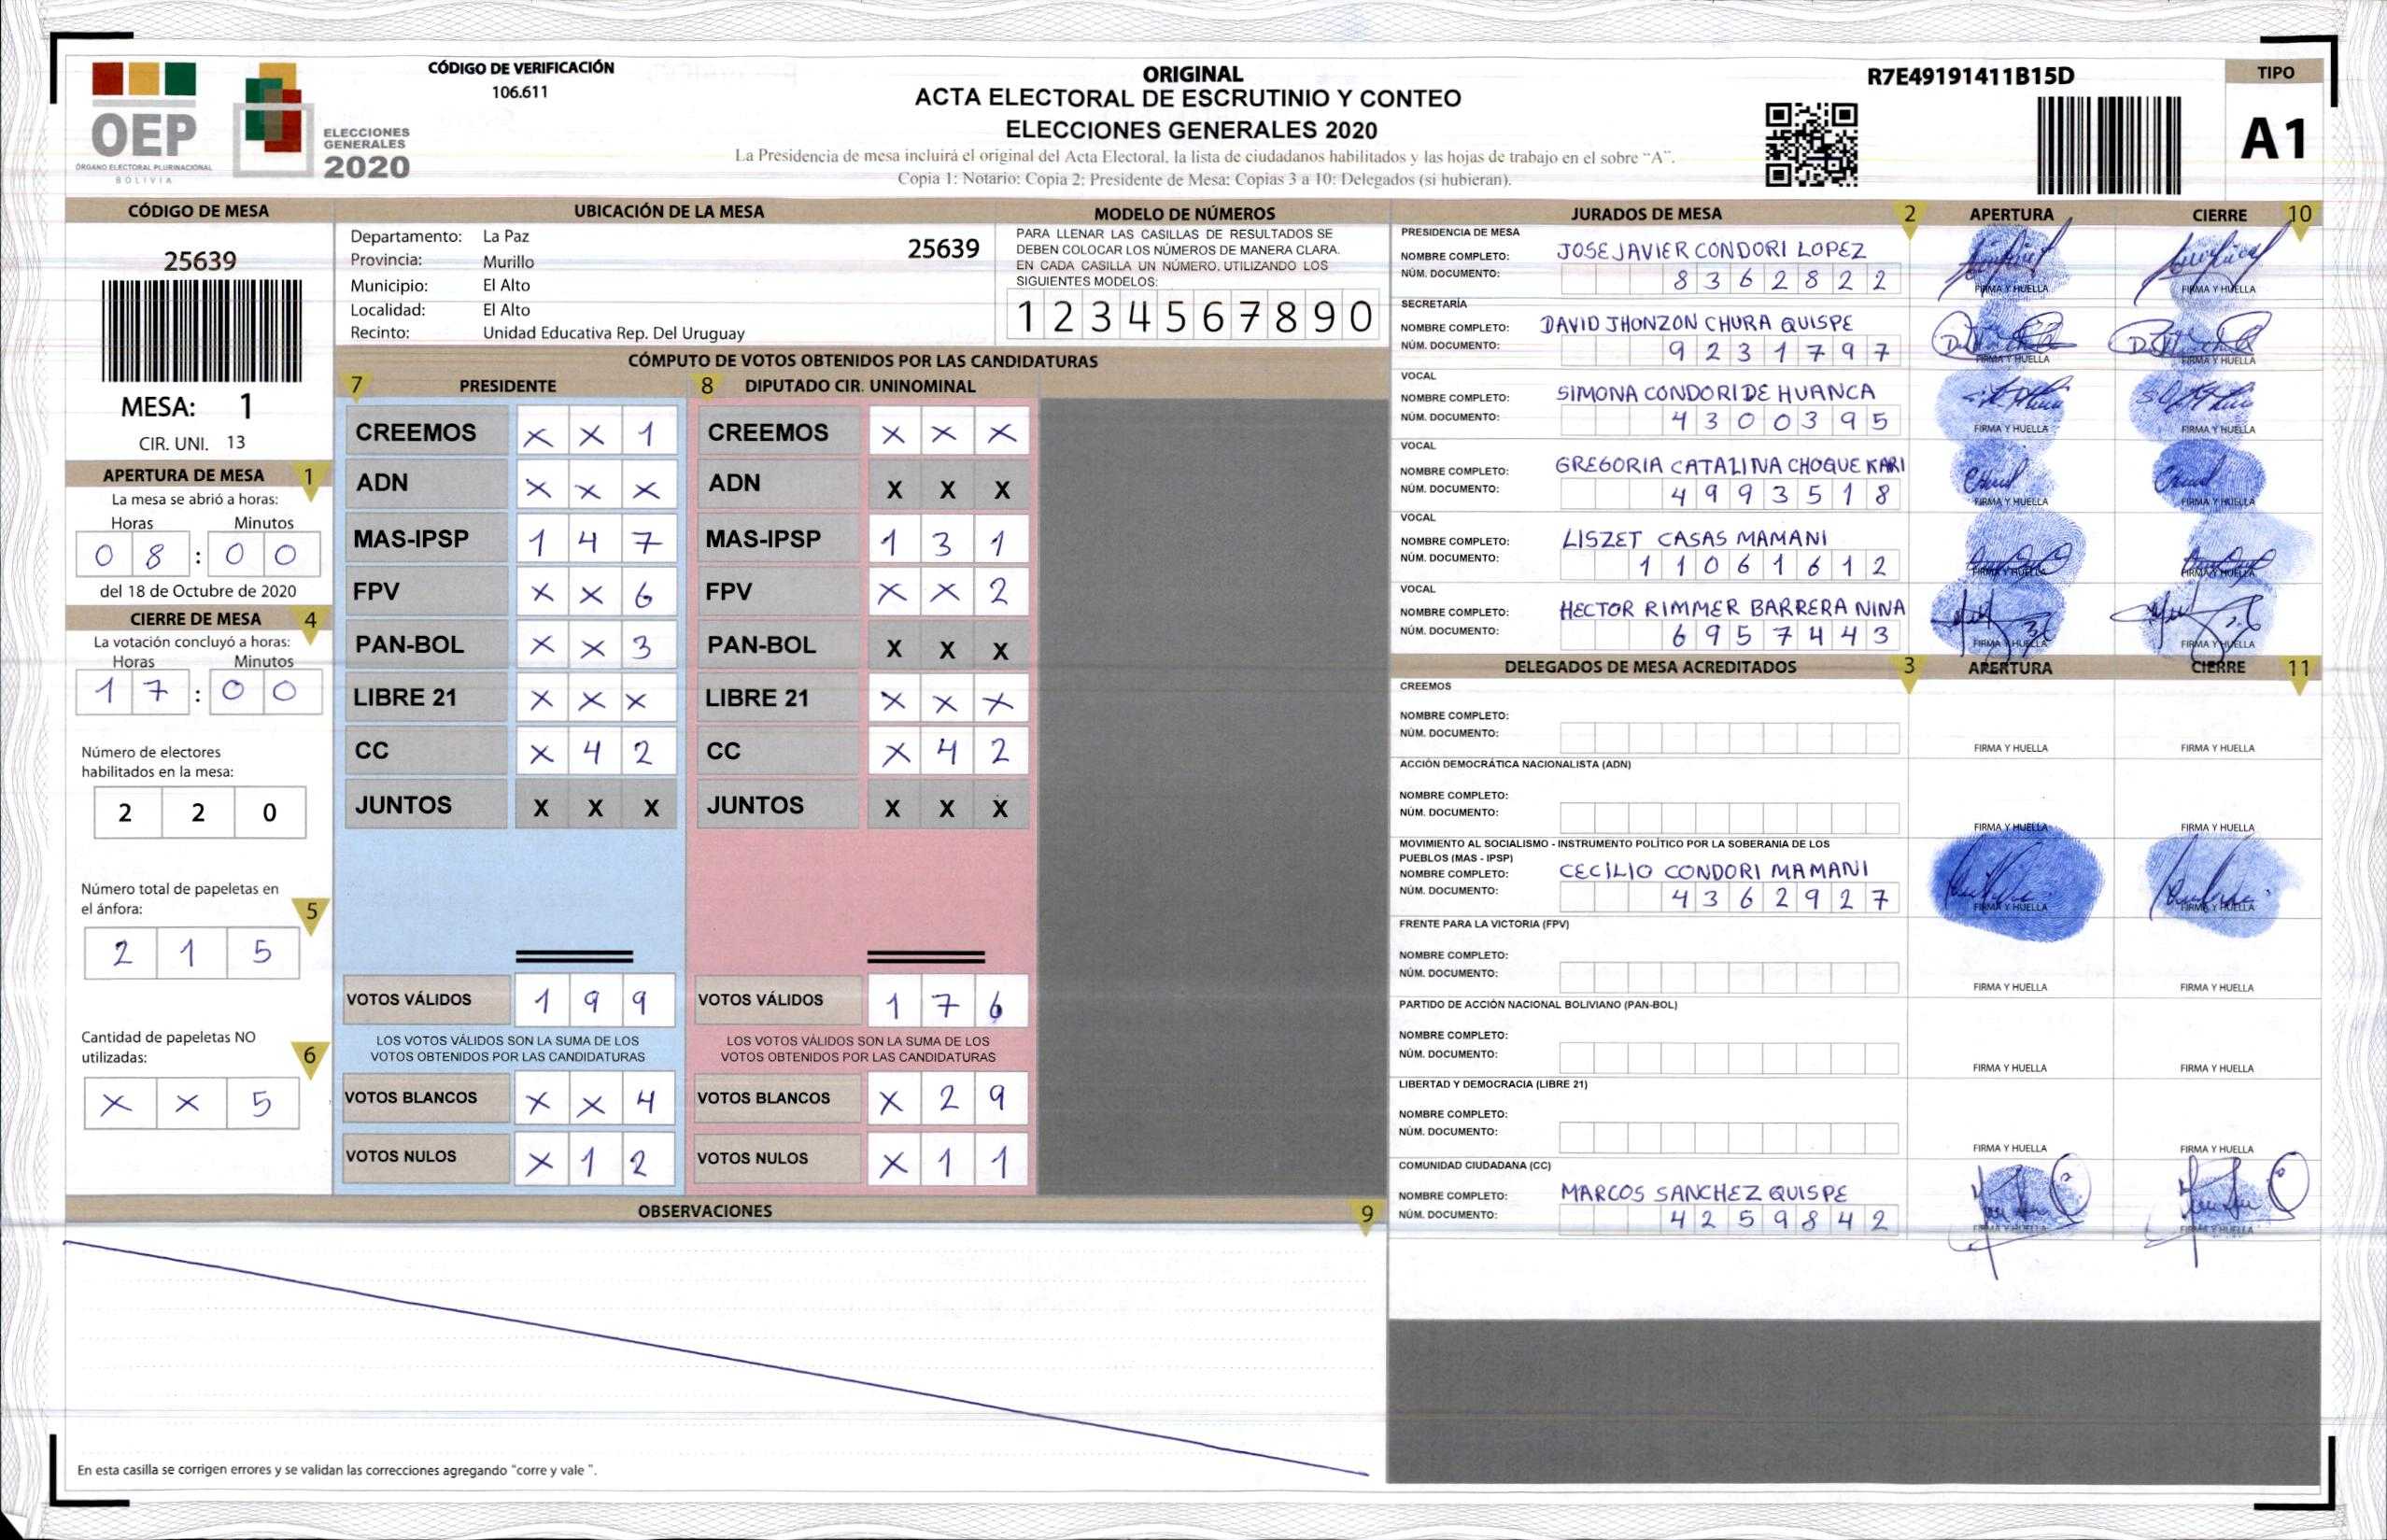 CÓDIGO DE VERIFICACIÓN
106.611
OEP
ÓRGANO ELECTORAL PLURINACIONAL
BOLIVIA
ELECCIONES
GENERALES
2020
ORIGINAL
ACTA ELECTORAL DE ESCRUTINIO Y CONTEO
ELECCIONES GENERALES 2020
La Presidencia de mesa incluirá el original del Acta Electoral, la lista de ciudadanos habilitados y las hojas de trabajo en el sobre "A".
Copia 1: Notario; Copia 2: Presidente de Mesa; Copias 3 a 10: Delegados (si hubieran).
R7E49191411B15D
TIPO
A1
CÓDIGO DE MESA
25639
MESA: 1
CIR. UNI. 13
APERTURA DE MESA 1
La mesa se abrió a horas:
Horas Minutos
0 8 : 0 0
del 18 de Octubre de 2020
CIERRE DE MESA 4
La votación concluyó a horas:
Horas Minutos
1 7 : 0 0
Número de electores
habilitados en la mesa:
2 2 0
Número total de papeletas en
el ánfora:
5
2 1 5
Cantidad de papeletas NO
utilizadas:
6
X X 5
UBICACIÓN DE LA MESA
Departamento: La Paz
25639
Provincia: Murillo
Municipio: El Alto
Localidad: El Alto
Recinto: Unidad Educativa Rep. Del Uruguay
MODELO DE NÚMEROS
PARA LLENAR LAS CASILLAS DE RESULTADOS SE
DEBEN COLOCAR LOS NÚMEROS DE MANERA CLARA.
EN CADA CASILLA UN NÚMERO, UTILIZANDO LOS
SIGUIENTES MODELOS:
1 2 3 4 5 6 7 8 9 0
CÓMPUTO DE VOTOS OBTENIDOS POR LAS CANDIDATURAS
7 PRESIDENTE 8 DIPUTADO CIR. UNINOMINAL
CREEMOS X X 1 CREEMOS X X X
ADN X X X ADN X X X
MAS-IPSP 1 4 7 MAS-IPSP 1 3 1
FPV X X 6 FPV X X 2
PAN-BOL X X 3 PAN-BOL X X X
LIBRE 21 X X X LIBRE 21 X X X
CC X 4 2 CC X 4 2
JUNTOS X X X JUNTOS X X X
VOTOS VÁLIDOS 1 9 9 VOTOS VÁLIDOS 1 7 6
LOS VOTOS VÁLIDOS SON LA SUMA DE LOS LOS VOTOS VÁLIDOS SON LA SUMA DE LOS
VOTOS OBTENIDOS POR LAS CANDIDATURAS VOTOS OBTENIDOS POR LAS CANDIDATURAS
VOTOS BLANCOS X X 4 VOTOS BLANCOS X 2 9
VOTOS NULOS X 1 2 VOTOS NULOS X 1 1
OBSERVACIONES 9
En esta casilla se corrigen errores y se validan las correcciones agregando "corre y vale ".
JURADOS DE MESA 2 APERTURA CIERRE 10
PRESIDENCIA DE MESA
NOMBRE COMPLETO: JOSE JAVIER CONDORI LOPEZ
NÚM. DOCUMENTO: 8 3 6 2 8 2 2
FIRMA Y HUELLA FIRMA Y HUELLA
SECRETARÍA
NOMBRE COMPLETO: DAVID JHONZON CHURA QUISPE
NÚM. DOCUMENTO: 9 2 3 1 7 9 7
FIRMA Y HUELLA FIRMA Y HUELLA
VOCAL
NOMBRE COMPLETO: SIMONA CONDORI DE HUANCA
NÚM. DOCUMENTO: 4 3 0 0 3 9 5
FIRMA Y HUELLA FIRMA Y HUELLA
VOCAL
NOMBRE COMPLETO: GREGORIA CATALINA CHOQUE KARI
NÚM. DOCUMENTO: 4 9 9 3 5 1 8
FIRMA Y HUELLA FIRMA Y HUELLA
VOCAL
NOMBRE COMPLETO: LISZET CASAS MAMANI
NÚM. DOCUMENTO: 1 1 0 6 1 6 1 2
FIRMA Y HUELLA FIRMA Y HUELLA
VOCAL
NOMBRE COMPLETO: HECTOR RIMMER BARRERA NINA
NÚM. DOCUMENTO: 6 9 5 7 4 4 3
FIRMA Y HUELLA FIRMA Y HUELLA
DELEGADOS DE MESA ACREDITADOS 3 APERTURA CIERRE 11
CREEMOS
NOMBRE COMPLETO:
NÚM. DOCUMENTO:
FIRMA Y HUELLA FIRMA Y HUELLA
ACCIÓN DEMOCRÁTICA NACIONALISTA (ADN)
NOMBRE COMPLETO:
NÚM. DOCUMENTO:
FIRMA Y HUELLA FIRMA Y HUELLA
MOVIMIENTO AL SOCIALISMO - INSTRUMENTO POLÍTICO POR LA SOBERANIA DE LOS
PUEBLOS (MAS - IPSP)
NOMBRE COMPLETO: CECILIO CONDORI MAMANI
NÚM. DOCUMENTO: 4 3 6 2 9 2 7
FIRMA Y HUELLA FIRMA Y HUELLA
FRENTE PARA LA VICTORIA (FPV)
NOMBRE COMPLETO:
NÚM. DOCUMENTO:
FIRMA Y HUELLA FIRMA Y HUELLA
PARTIDO DE ACCIÓN NACIONAL BOLIVIANO (PAN-BOL)
NOMBRE COMPLETO:
NÚM. DOCUMENTO:
FIRMA Y HUELLA FIRMA Y HUELLA
LIBERTAD Y DEMOCRACIA (LIBRE 21)
NOMBRE COMPLETO:
NÚM. DOCUMENTO:
FIRMA Y HUELLA FIRMA Y HUELLA
COMUNIDAD CIUDADANA (CC)
NOMBRE COMPLETO: MARCOS SANCHEZ QUISPE
NÚM. DOCUMENTO: 4 2 5 9 8 4 2
FIRMA Y HUELLA FIRMA Y HUELLA